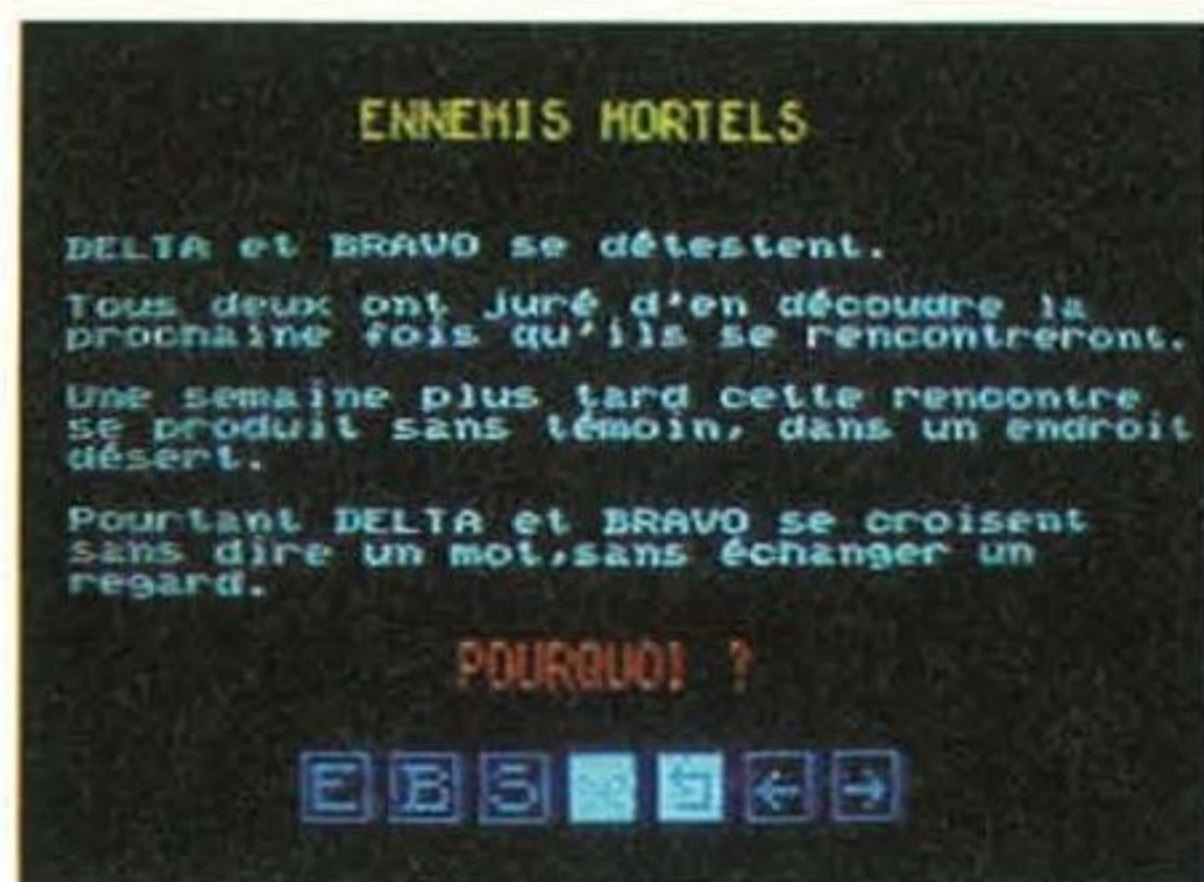 ENNEMIS MORTELS
DELTA et BRAVO se détestent.
Tous deux ont juré d'en découdre la
prochaine fois qu'ils se rencontreront.
Une semaine plus tard cette rencontre
se produit sans témoin, dans un endroit
désert.
Pourtant DELTA et BRAVO se croisent
sans dire un mot,sans échanger un
regard.
POURQUOI ?
E B S ← →